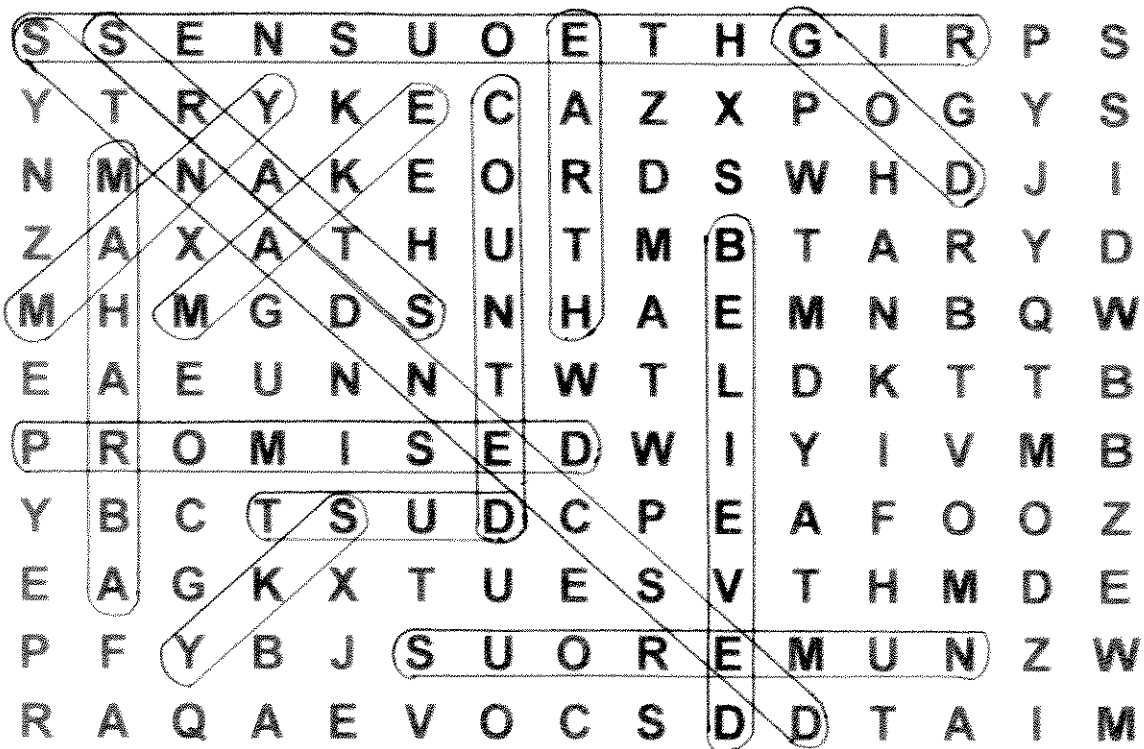 S S E N S U O E T H G I R P S
Y T R Y K E C A Z X P O G Y S
N M N A K E O R D S W H D J I
Z A X A T H U T M B T A R Y D
M H M G D S N H A E M N B Q W
E A E U N N T W T L D K T T B
P R O M I S E D W I Y I V M B
Y B C T S U D C P E A F O O Z
E A G K X T U E S V T H M D E
P F Y B J S U O R E M U N Z W
R A Q A E V O C S D D T A I M